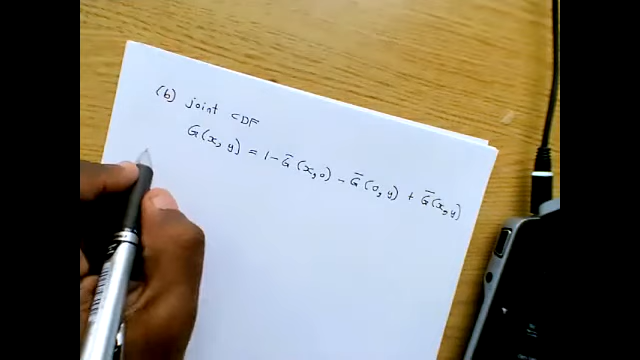 (b) joint CDF
G(x, y) = 1 - G̅(x,0) - G̅(0,y) + G̅(x,y)